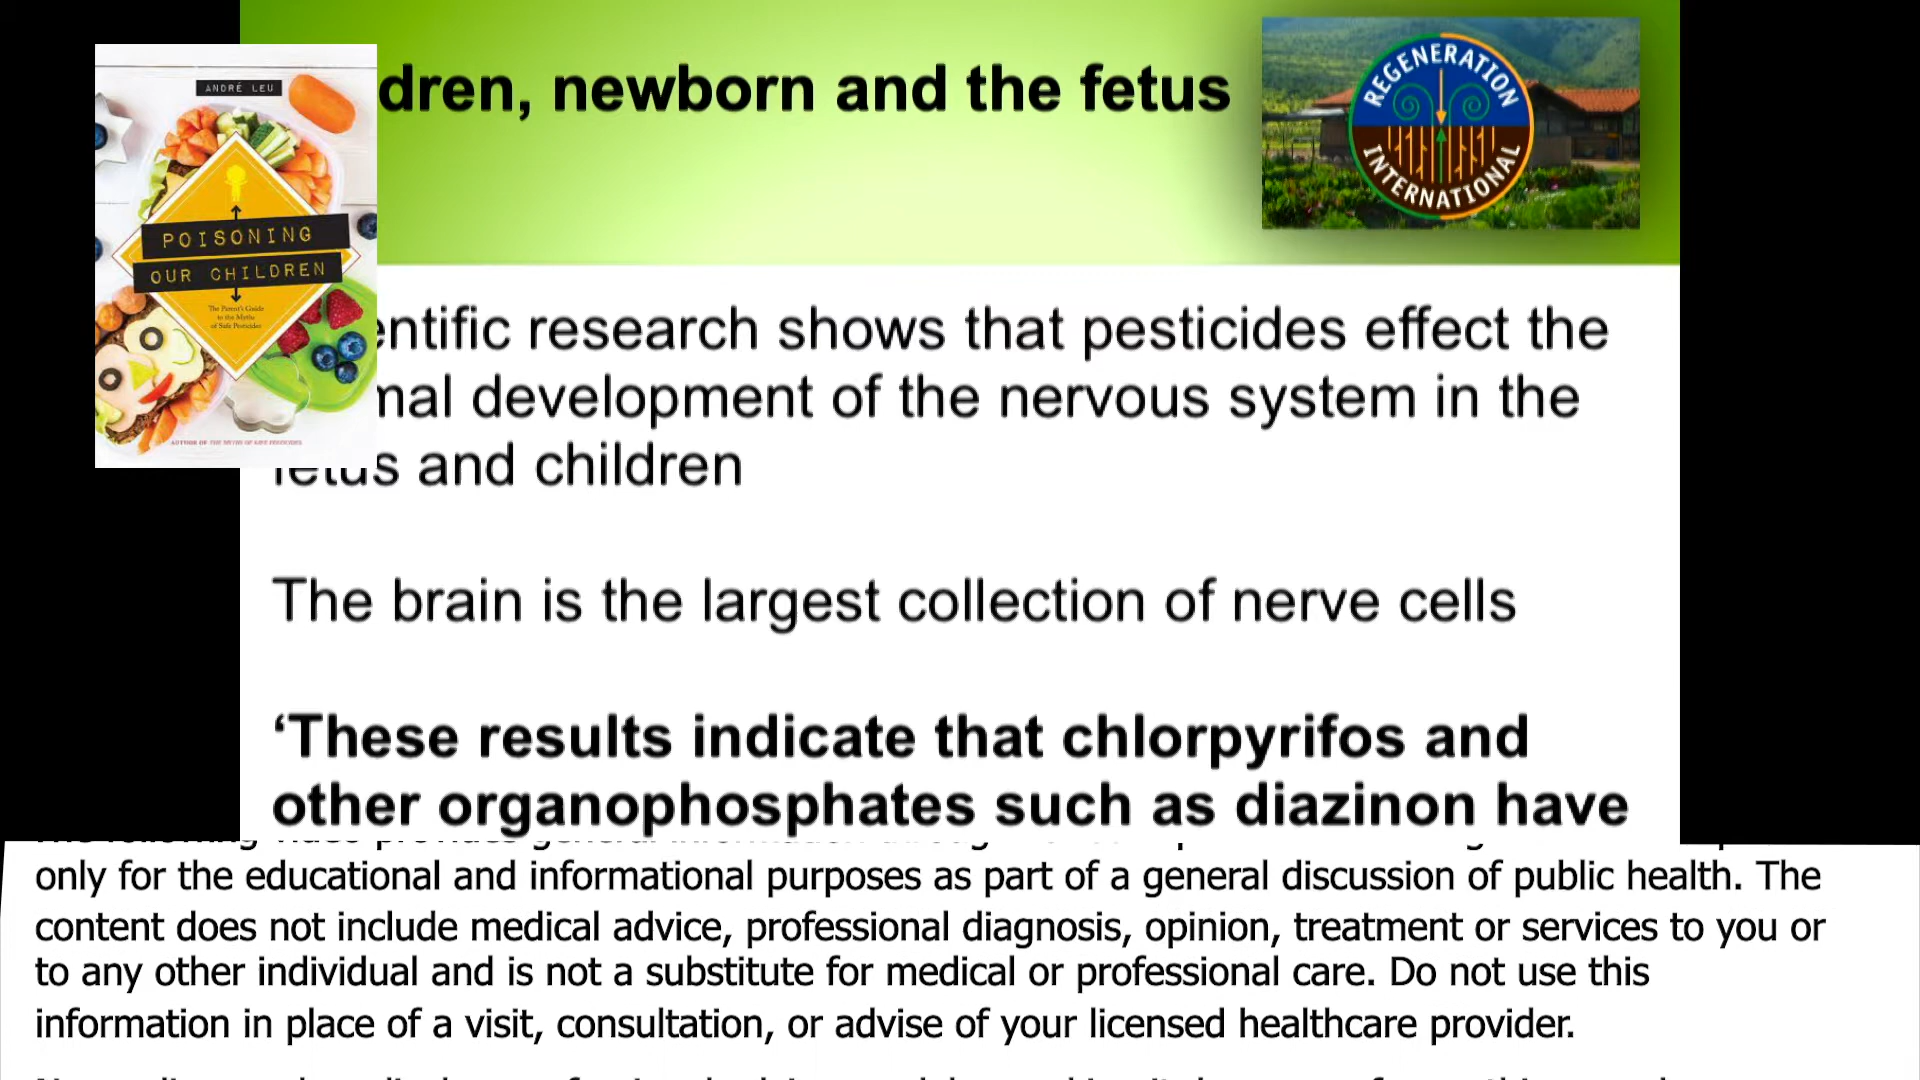 ANDRÉ LEU
POISONING
OUR CHILDREN
The Parent's Guide
to the Myths
of Safe Pesticides
AUTHOR OF THE MYTHS OF SAFE PESTICIDES
dren, newborn and the fetus
REGENERATION
INTERNATIONAL
entific research shows that pesticides effect the
mal development of the nervous system in the
fetus and children
The brain is the largest collection of nerve cells
‘These results indicate that chlorpyrifos and
other organophosphates such as diazinon have
only for the educational and informational purposes as part of a general discussion of public health. The
content does not include medical advice, professional diagnosis, opinion, treatment or services to you or
to any other individual and is not a substitute for medical or professional care. Do not use this
information in place of a visit, consultation, or advise of your licensed healthcare provider.